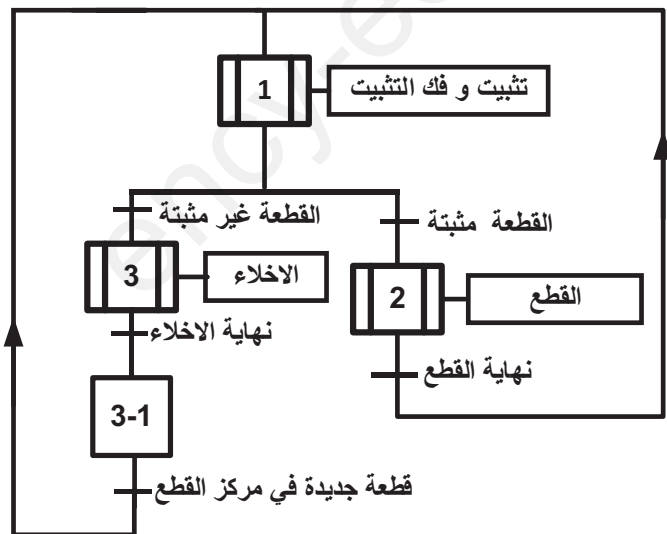 1
تثبيت و فك التثبيت
القطعة غير مثبتة
القطعة مثبتة
3
الاخلاء
2
القطع
نهاية الاخلاء
نهاية القطع
3-1
قطعة جديدة في مركز القطع